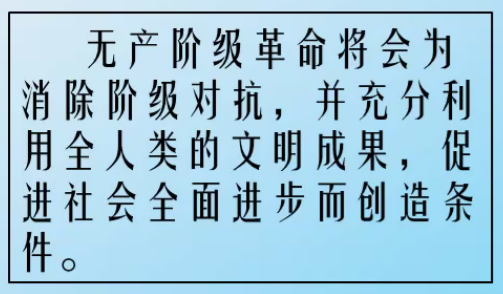 无产阶级革命将会为
消除阶级对抗，并充分利
用全人类的文明成果，促
进社会全面进步而创造条
件。